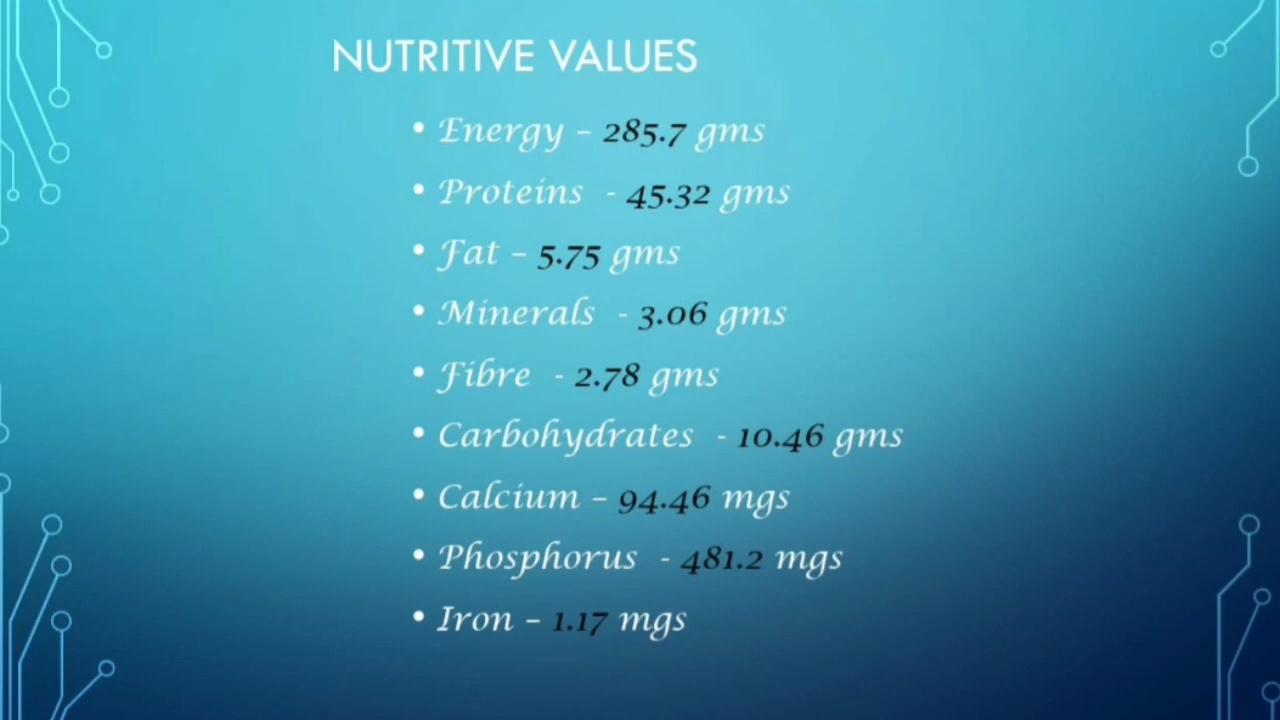 NUTRITIVE VALUES
• Energy – 285.7 gms
• Proteins - 45.32 gms
• Fat – 5.75 gms
• Minerals - 3.06 gms
• Fibre - 2.78 gms
• Carbohydrates - 10.46 gms
• Calcium – 94.46 mgs
• Phosphorus - 481.2 mgs
• Iron – 1.17 mgs